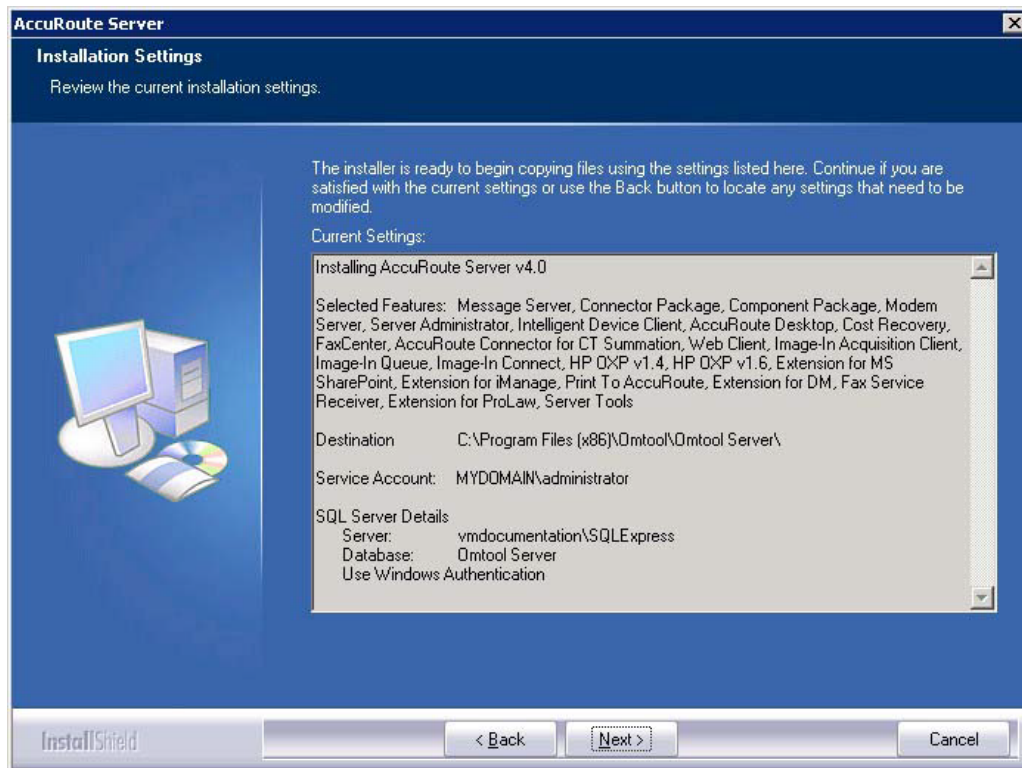 AccuRoute Server
Installation Settings
Review the current installation settings.
The installer is ready to begin copying files using the settings listed here. Continue if you are
satisfied with the current settings or use the Back button to locate any settings that need to be
modified.
Current Settings:
Installing AccuRoute Server v4.0
Selected Features: Message Server, Connector Package, Component Package, Modem
Server, Server Administrator, Intelligent Device Client, AccuRoute Desktop, Cost Recovery,
FaxCenter, AccuRoute Connector for CT Summation, Web Client, Image-In Acquisition Client,
Image-In Queue, Image-In Connect, HP OXP v1.4, HP OXP v1.6, Extension for MS
SharePoint, Extension for iManage, Print To AccuRoute, Extension for DM, Fax Service
Receiver, Extension for ProLaw, Server Tools
Destination C:\Program Files (x86)\Omtool\Omtool Server\
Service Account: MYDOMAIN\administrator
SQL Server Details
Server: vmdocumentation\SQLExpress
Database: Omtool Server
Use Windows Authentication
InstallShield
< Back
Next >
Cancel